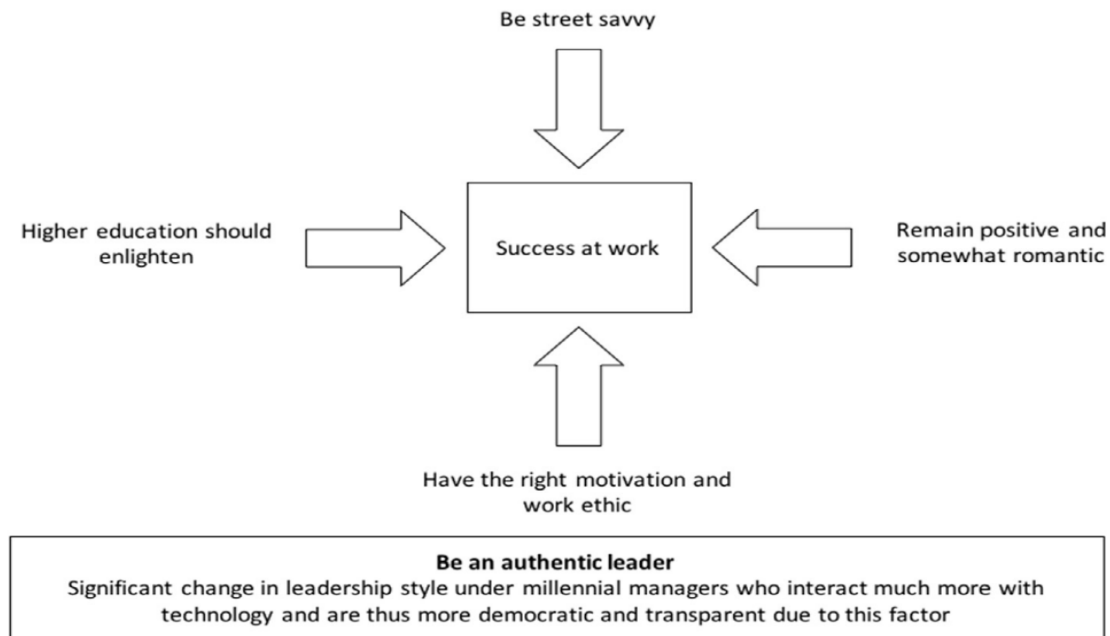 Be street savvy
Higher education should
enlighten
Success at work
Remain positive and
somewhat romantic
Have the right motivation and
work ethic
Be an authentic leader
Significant change in leadership style under millennial managers who interact much more with
technology and are thus more democratic and transparent due to this factor